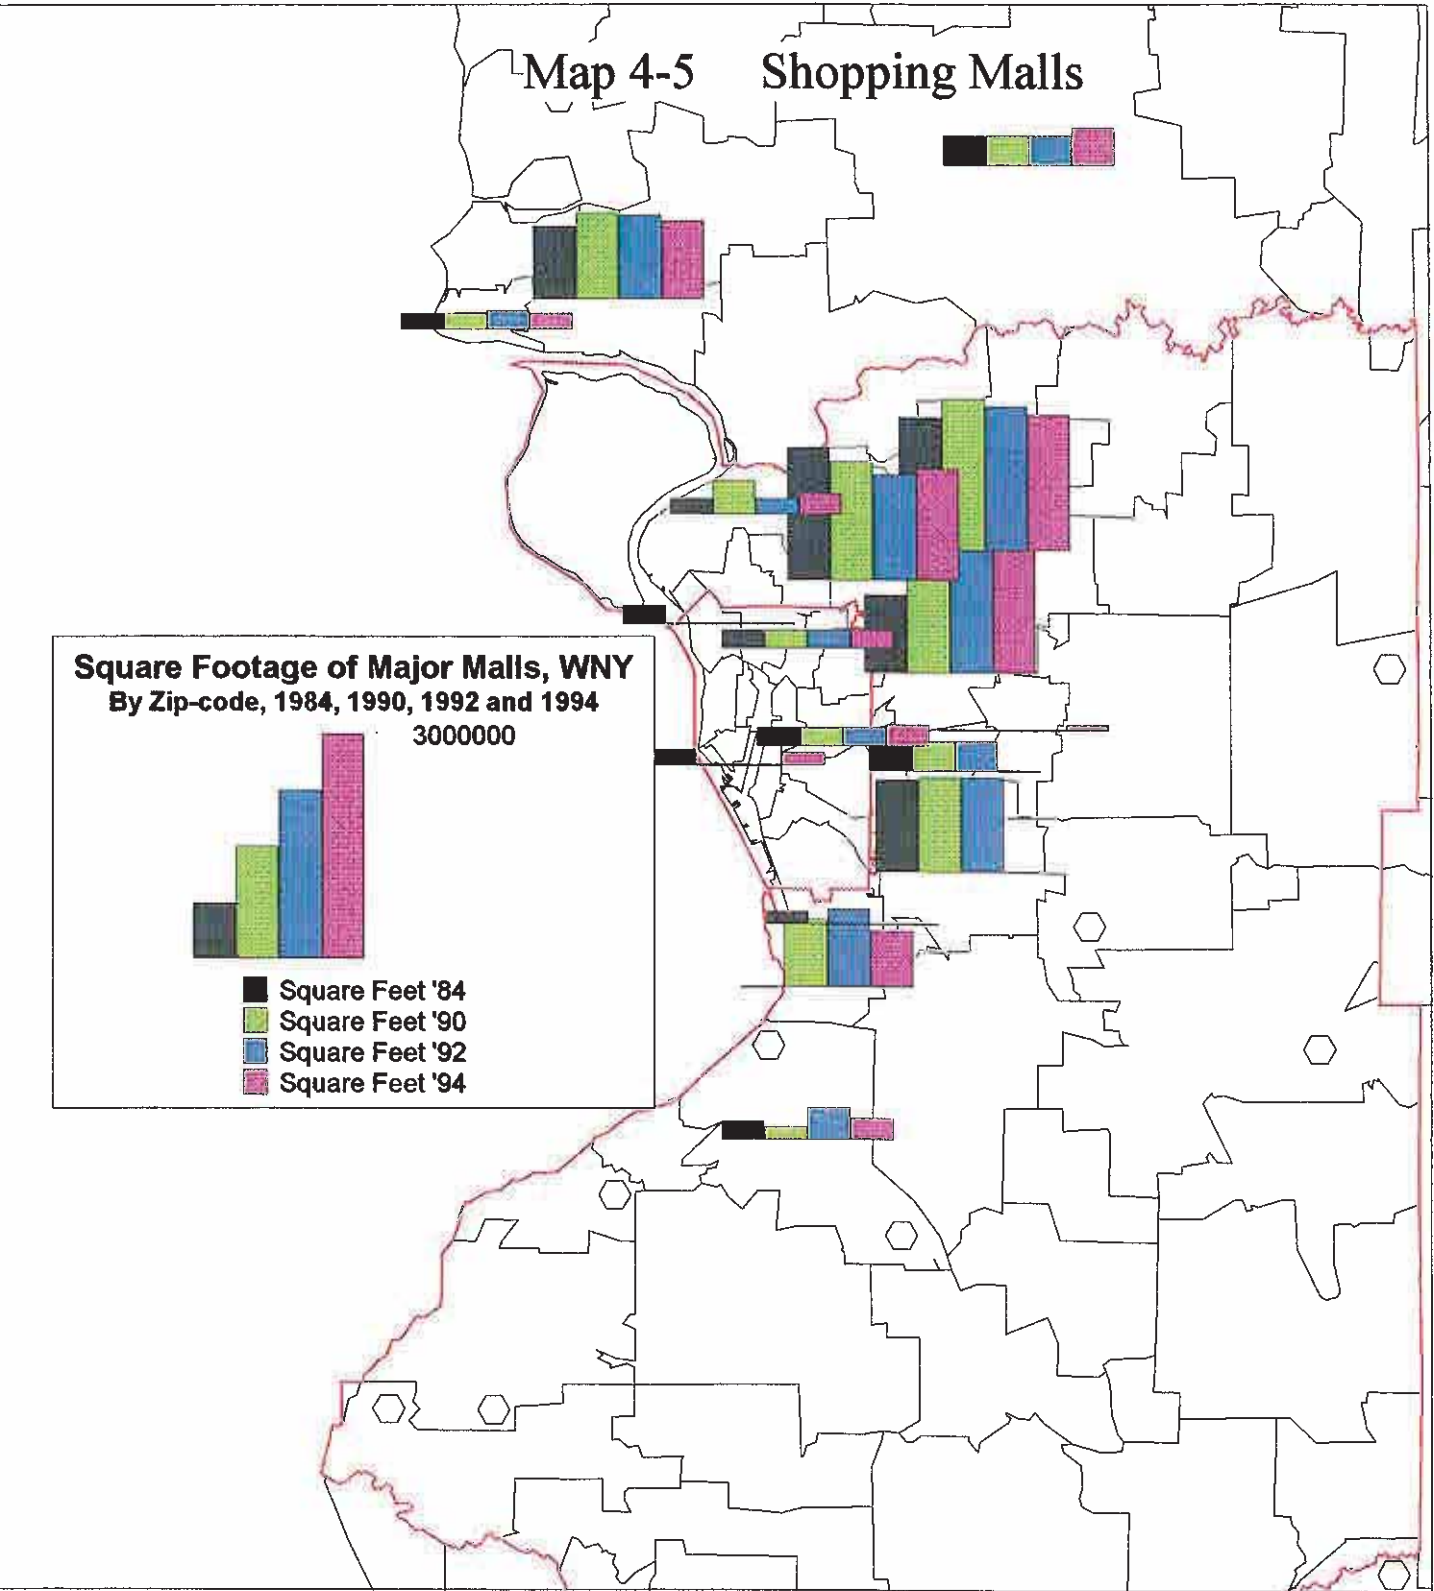 Map 4-5 Shopping Malls
Square Footage of Major Malls, WNY
By Zip-code, 1984, 1990, 1992 and 1994
3000000
Square Feet '84
Square Feet '90
Square Feet '92
Square Feet '94